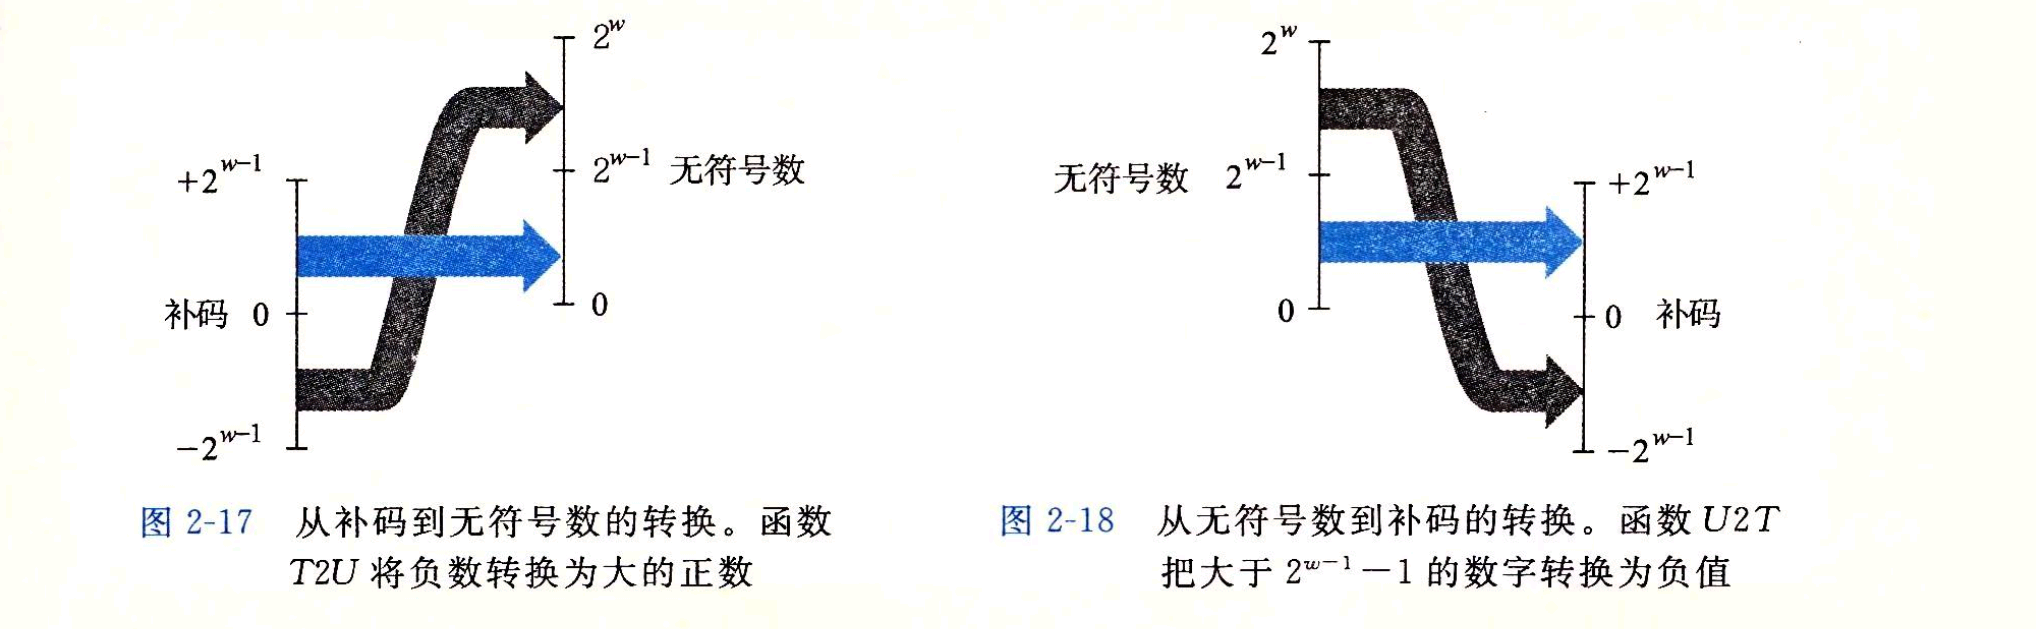 2^w
+2^{w-1}
2^{w-1} 无符号数
补码 0
0
-2^{w-1}
图 2-17 从补码到无符号数的转换。函数
T2U 将负数转换为大的正数
2^w
无符号数 2^{w-1}
+2^{w-1}
0
0 补码
-2^{w-1}
图 2-18 从无符号数到补码的转换。函数 U2T
把大于 2^{w-1}-1 的数字转换为负值